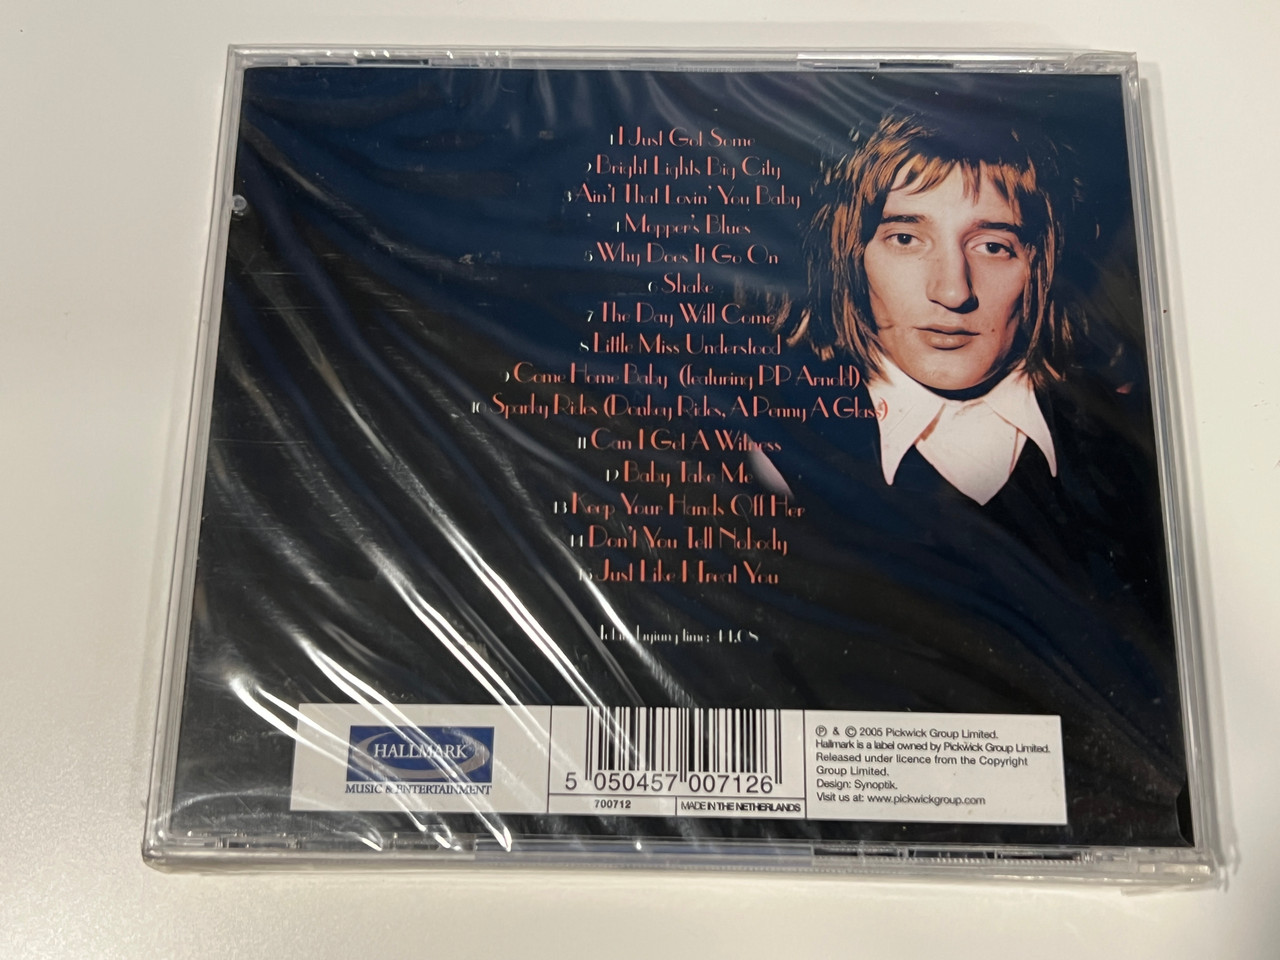 1 I Just Got Some
2 Bright Lights Big City
3 Ain't That Lovin' You Baby
4 Mopper's Blues
5 Why Does It Go On
6 Shake
7 The Day Will Come
8 Little Miss Understood
9 Come Home Baby (featuring PP Arnold)
10 Sparky Rides (Donkey Rides, A Penny A Glass)
11 Can I Get A Witness
12 Baby Take Me
13 Keep Your Hands Off Her
14 Don't You Tell Nobody
15 Just Like I Treat You
Total playing time: 44.08
HALLMARK
MUSIC & ENTERTAINMENT
5 050457 007126
700712
MADE IN THE NETHERLANDS
℗ & © 2005 Pickwick Group Limited.
Hallmark is a label owned by Pickwick Group Limited.
Released under licence from the Copyright
Group Limited.
Design: Synoptik.
Visit us at: www.pickwickgroup.com